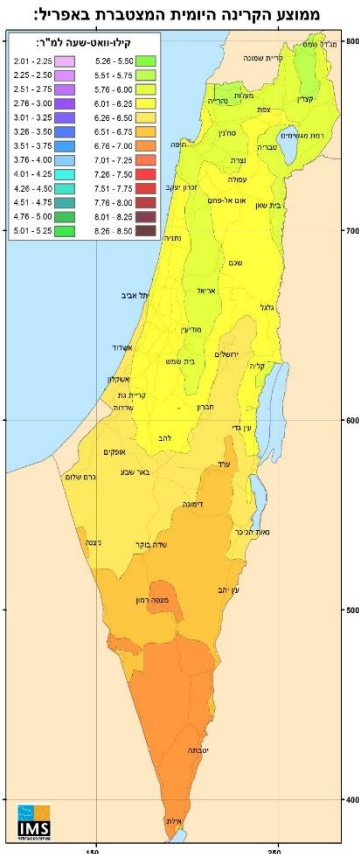 ממוצע הקרינה היומית המצטברת באפריל:
קילו-וואט-שעה למ"ר:
2.01 - 2.25 5.26 - 5.50
2.26 - 2.50 5.51 - 5.75
2.51 - 2.75 5.76 - 6.00
2.76 - 3.00 6.01 - 6.25
3.01 - 3.25 6.26 - 6.50
3.26 - 3.50 6.51 - 6.75
3.51 - 3.75 6.76 - 7.00
3.76 - 4.00 7.01 - 7.25
4.01 - 4.25 7.26 - 7.50
4.26 - 4.50 7.51 - 7.75
4.51 - 4.75 7.76 - 8.00
4.76 - 5.00 8.01 - 8.25
5.01 - 5.25 8.26 - 8.50
800
מג'דל שמס
קריית שמונה
מעלות
נהרייה
קצרין
צפת
סח'נין
רמת מגשימים
חיפה
טבריה
נצרת
עפולה
זכרון יעקב
אום אל-פחם
בית שאן
700
נתניה
שכם
אריאל
תל אביב
גלגל
מודיעין
אשדוד
ירושלים
בית שמש
קליה
אשקלון
קריית גת
שדרות
חברון
600
עין גדי
להב
אופקים
ערד
באר שבע
כרם שלום
דימונה
נאות הכיכר
ניצנה
שדה בוקר
עין יהב
מצפה רמון
500
יטבתה
400
אילת
IMS
150
250